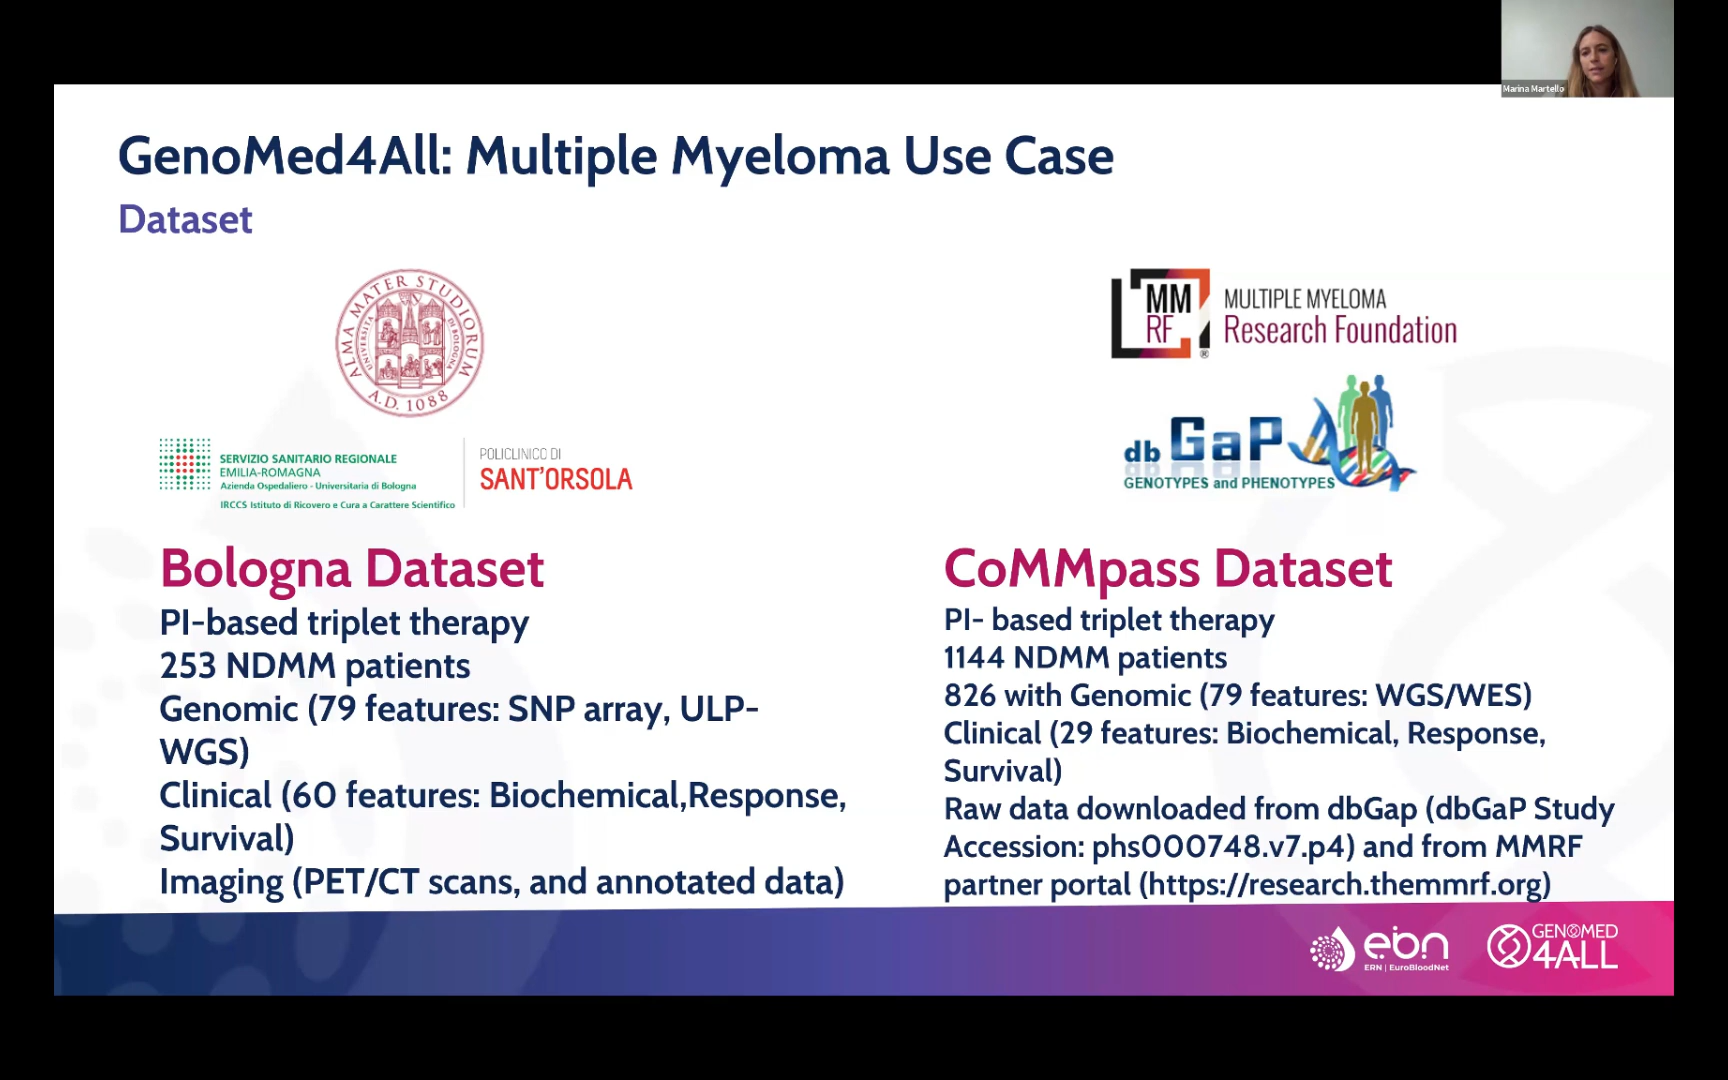 Marina Martello
GenoMed4All: Multiple Myeloma Use Case
Dataset
ALMA MATER STUDIORUM
A.D. 1088
UNIVERSITA
DI BOLOGNA
SERVIZIO SANITARIO REGIONALE
EMILIA-ROMAGNA
Azienda Ospedaliero - Universitaria di Bologna
IRCCS Istituto di Ricovero e Cura a Carattere Scientifico
POLICLINICO DI
SANT'ORSOLA
MM
RF
®
MULTIPLE MYELOMA
Research Foundation
db GaP
GENOTYPES and PHENOTYPES
Bologna Dataset
PI-based triplet therapy
253 NDMM patients
Genomic (79 features: SNP array, ULP-
WGS)
Clinical (60 features: Biochemical,Response,
Survival)
Imaging (PET/CT scans, and annotated data)
CoMMpass Dataset
PI- based triplet therapy
1144 NDMM patients
826 with Genomic (79 features: WGS/WES)
Clinical (29 features: Biochemical, Response,
Survival)
Raw data downloaded from dbGap (dbGaP Study
Accession: phs000748.v7.p4) and from MMRF
partner portal (https://research.themmrf.org)
ebn
ERN | EuroBloodNet
GENOMED
4ALL